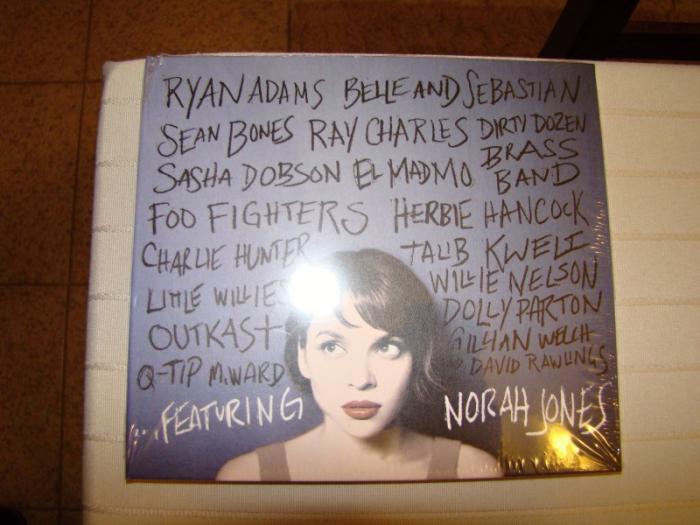 RYAN ADAMS BELLE AND SEBASTIAN
SEAN BONES RAY CHARLES DIRTY DOZEN
BRASS
SASHA DOBSON EL MADMO BAND
FOO FIGHTERS HERBIE HANCOCK
CHARLIE HUNTER TALIB KWELI
LITTLE WILLIES WILLIE NELSON
DOLLY PARTON
OUTKAST GILLIAN WELCH
Q-TIP M.WARD DAVID RAWLINGS
...FEATURING NORAH JONES